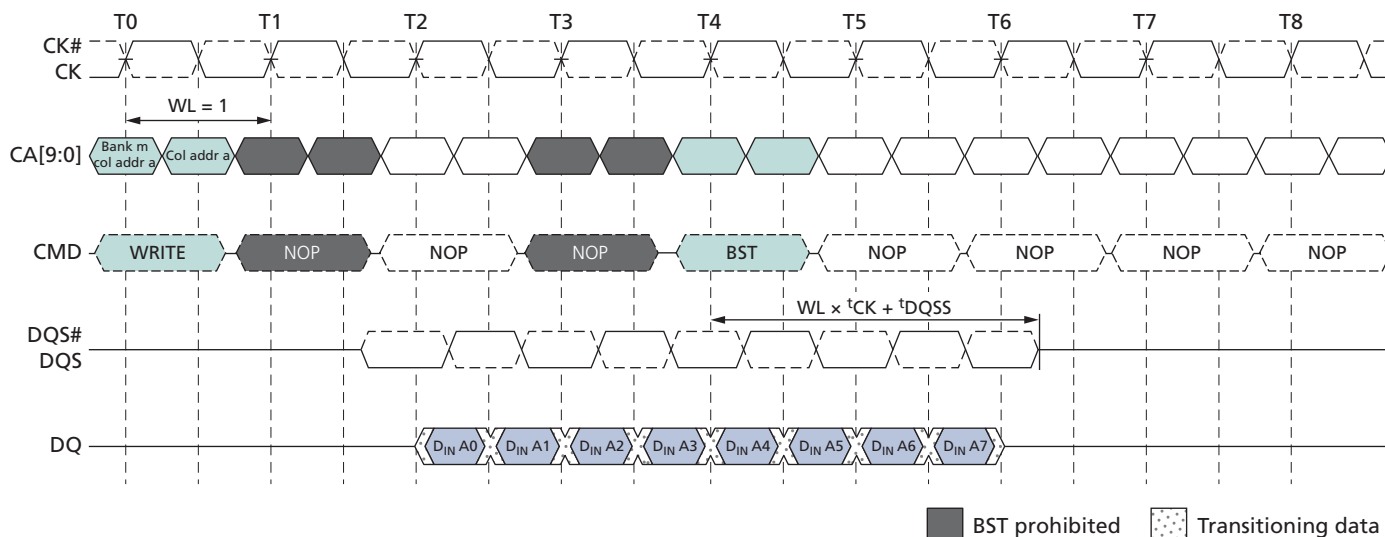 T0 T1 T2 T3 T4 T5 T6 T7 T8
CK#
CK
WL = 1
CA[9:0]
Bank m
col addr a
Col addr a
CMD
WRITE NOP NOP NOP BST NOP NOP NOP NOP
WL × tCK + tDQSS
DQS#
DQS
DQ
DIN A0 DIN A1 DIN A2 DIN A3 DIN A4 DIN A5 DIN A6 DIN A7
BST prohibited Transitioning data